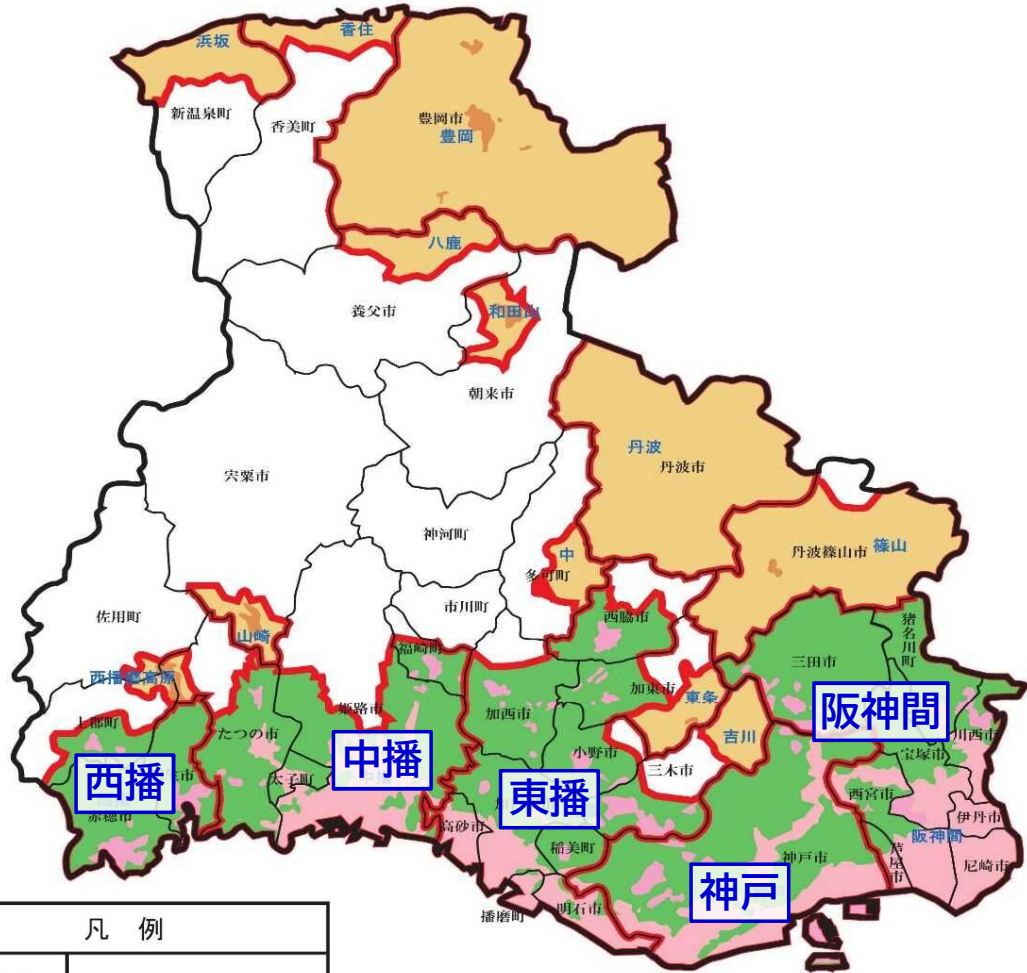 浜坂
香住
新温泉町
香美町
豊岡市
豊岡
八鹿
養父市
和田山
朝来市
丹波
丹波市
宍粟市
神河町
中
多可町
丹波篠山市
篠山
佐用町
市川町
西脇市
猪名川町
山崎
福崎町
三田市
西播磨高原
加東市
東条
上郡町
姫路市
加西市
阪神間
たつの市
吉川
川西市
中播
小野市
宝塚市
西播
太子町
東播
三木市
西宮市
赤穂市
伊丹市
高砂市
阪神間
稲美町
神戸市
芦屋市
尼崎市
神戸
明石市
播磨町
凡 例